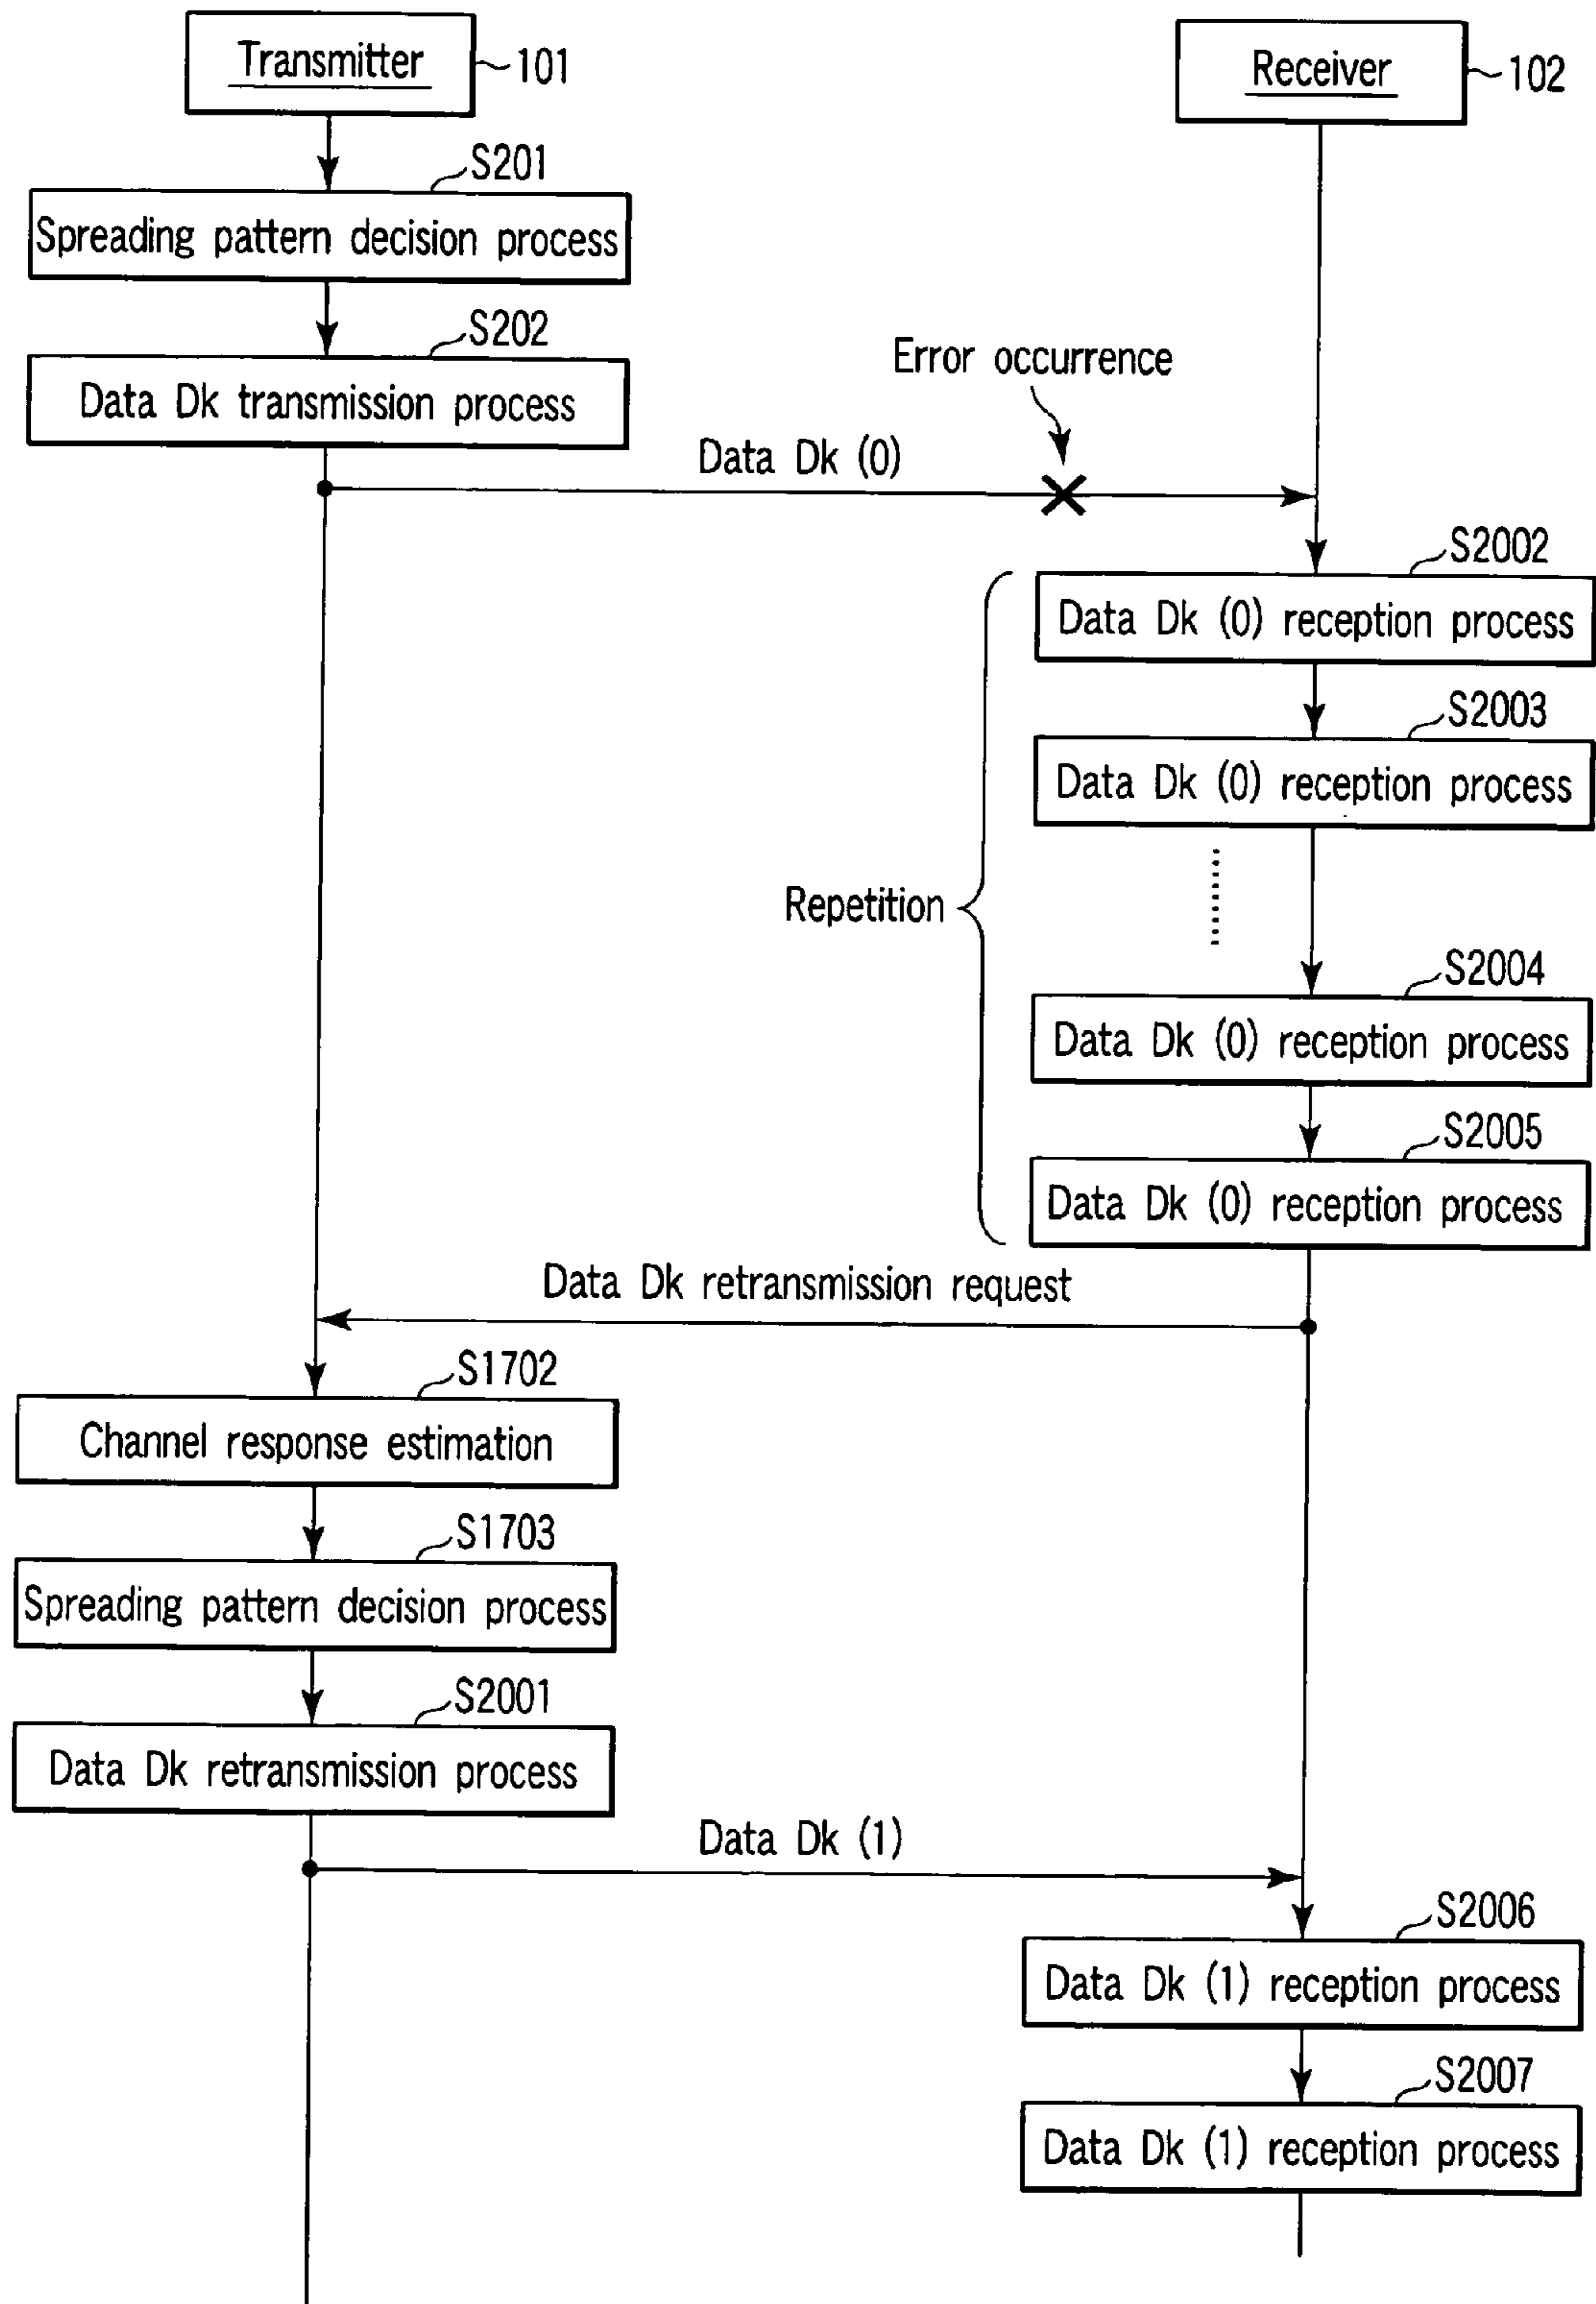 Transmitter
101
Receiver
102
S201
Spreading pattern decision process
S202
Data Dk transmission process
Error occurrence
Data Dk (0)
S2002
Data Dk (0) reception process
S2003
Data Dk (0) reception process
Repetition
S2004
Data Dk (0) reception process
S2005
Data Dk (0) reception process
Data Dk retransmission request
S1702
Channel response estimation
S1703
Spreading pattern decision process
S2001
Data Dk retransmission process
Data Dk (1)
S2006
Data Dk (1) reception process
S2007
Data Dk (1) reception process